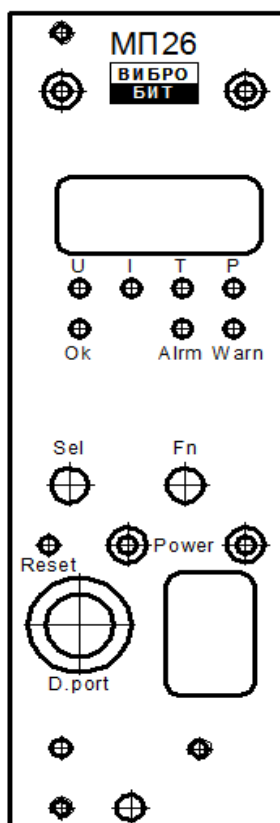 МП26
ВИБРО
БИТ
U I T P
Ok Alrm Warn
Sel Fn
Power
Reset
D.port